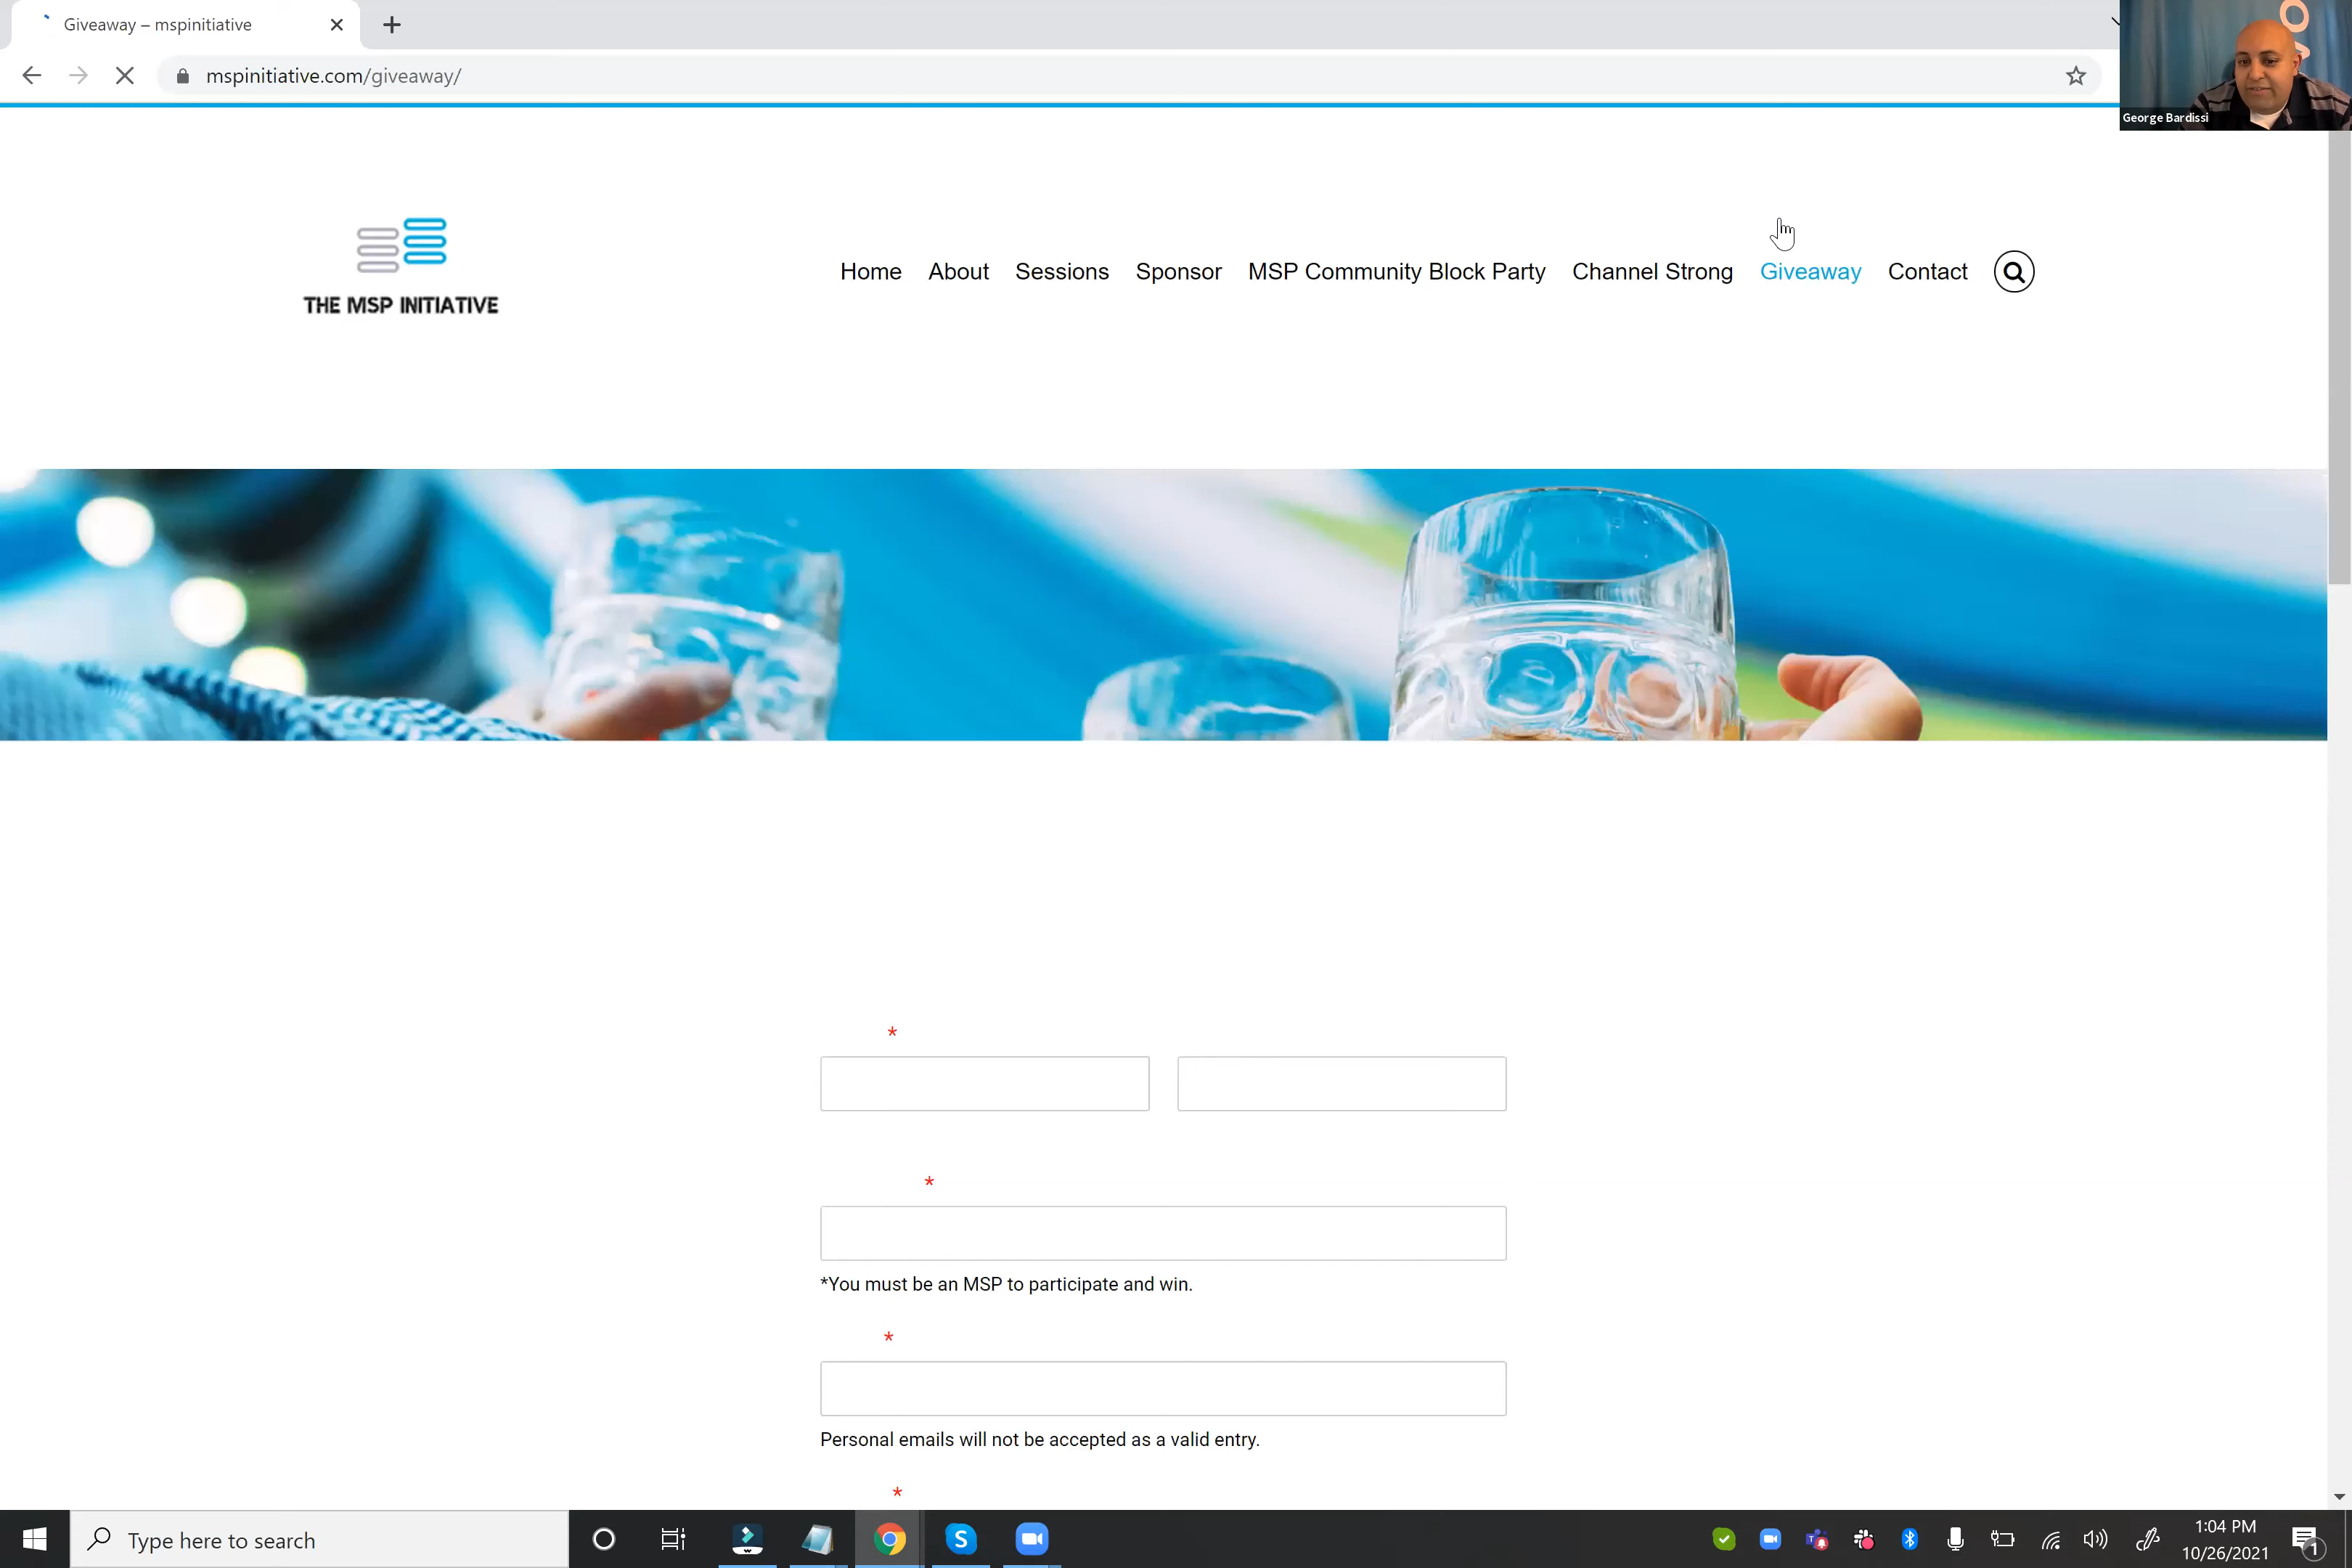 Giveaway – mspinitiative
mspinitiative.com/giveaway/
George Bardissi
THE MSP INITIATIVE
Home About Sessions Sponsor MSP Community Block Party Channel Strong Giveaway Contact
*
*
*You must be an MSP to participate and win.
*
Personal emails will not be accepted as a valid entry.
*
Type here to search
1:04 PM
10/26/2021
1